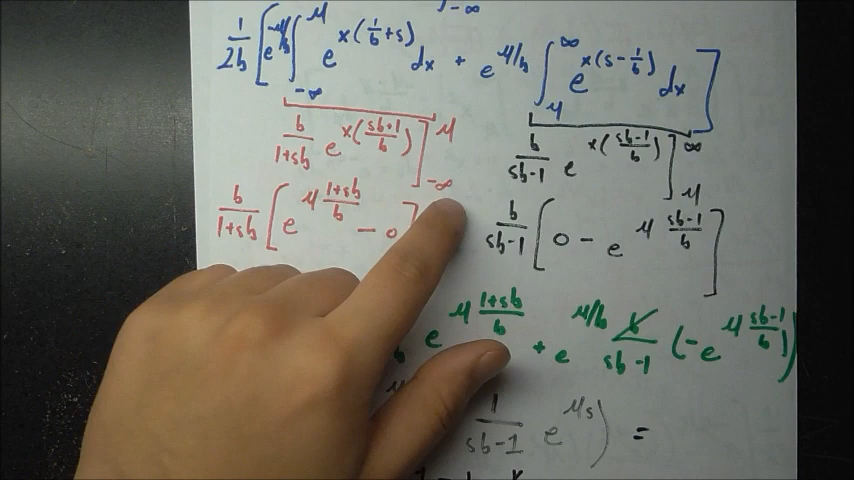 1/2b [ e^{-μ/b} ∫_{-∞}^{μ} e^{x(1/b+s)} dx + e^{μ/b} ∫_{μ}^{∞} e^{x(s-1/b)} dx ]
b/(1+sb) e^{x((sb+1)/b)} ]_{-∞}^{μ}
b/(sb-1) e^{x((sb-1)/b)} ]_{μ}^{∞}
b/(1+sb) [ e^{μ (1+sb)/b} - 0 ]
b/(sb-1) [ 0 - e^{μ (sb-1)/b} ]
b e^{μ (1+sb)/b} + e^{μ/b} b/(sb-1) (-e^{μ (sb-1)/b})
1/(sb-1) e^{μs} ) =